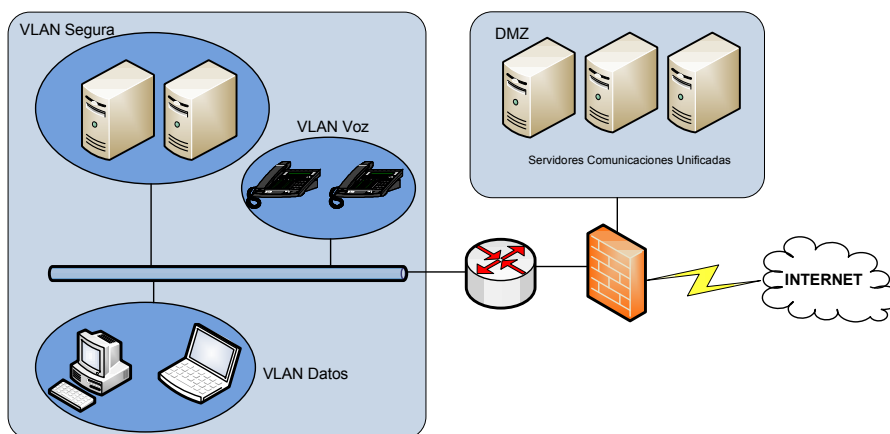 VLAN Segura
DMZ
VLAN Voz
Servidores Comunicaciones Unificadas
INTERNET
VLAN Datos